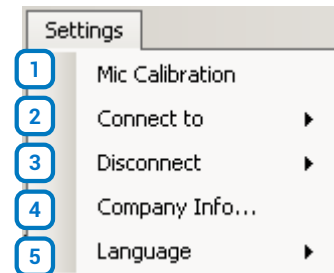 Settings
1 Mic Calibration
2 Connect to
3 Disconnect
4 Company Info...
5 Language